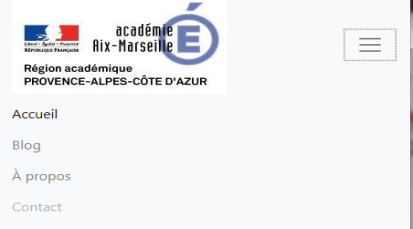 académie
Aix-Marseille
Liberté • Égalité • Fraternité
RÉPUBLIQUE FRANÇAISE
Région académique
PROVENCE-ALPES-CÔTE D'AZUR
Accueil
Blog
À propos
Contact